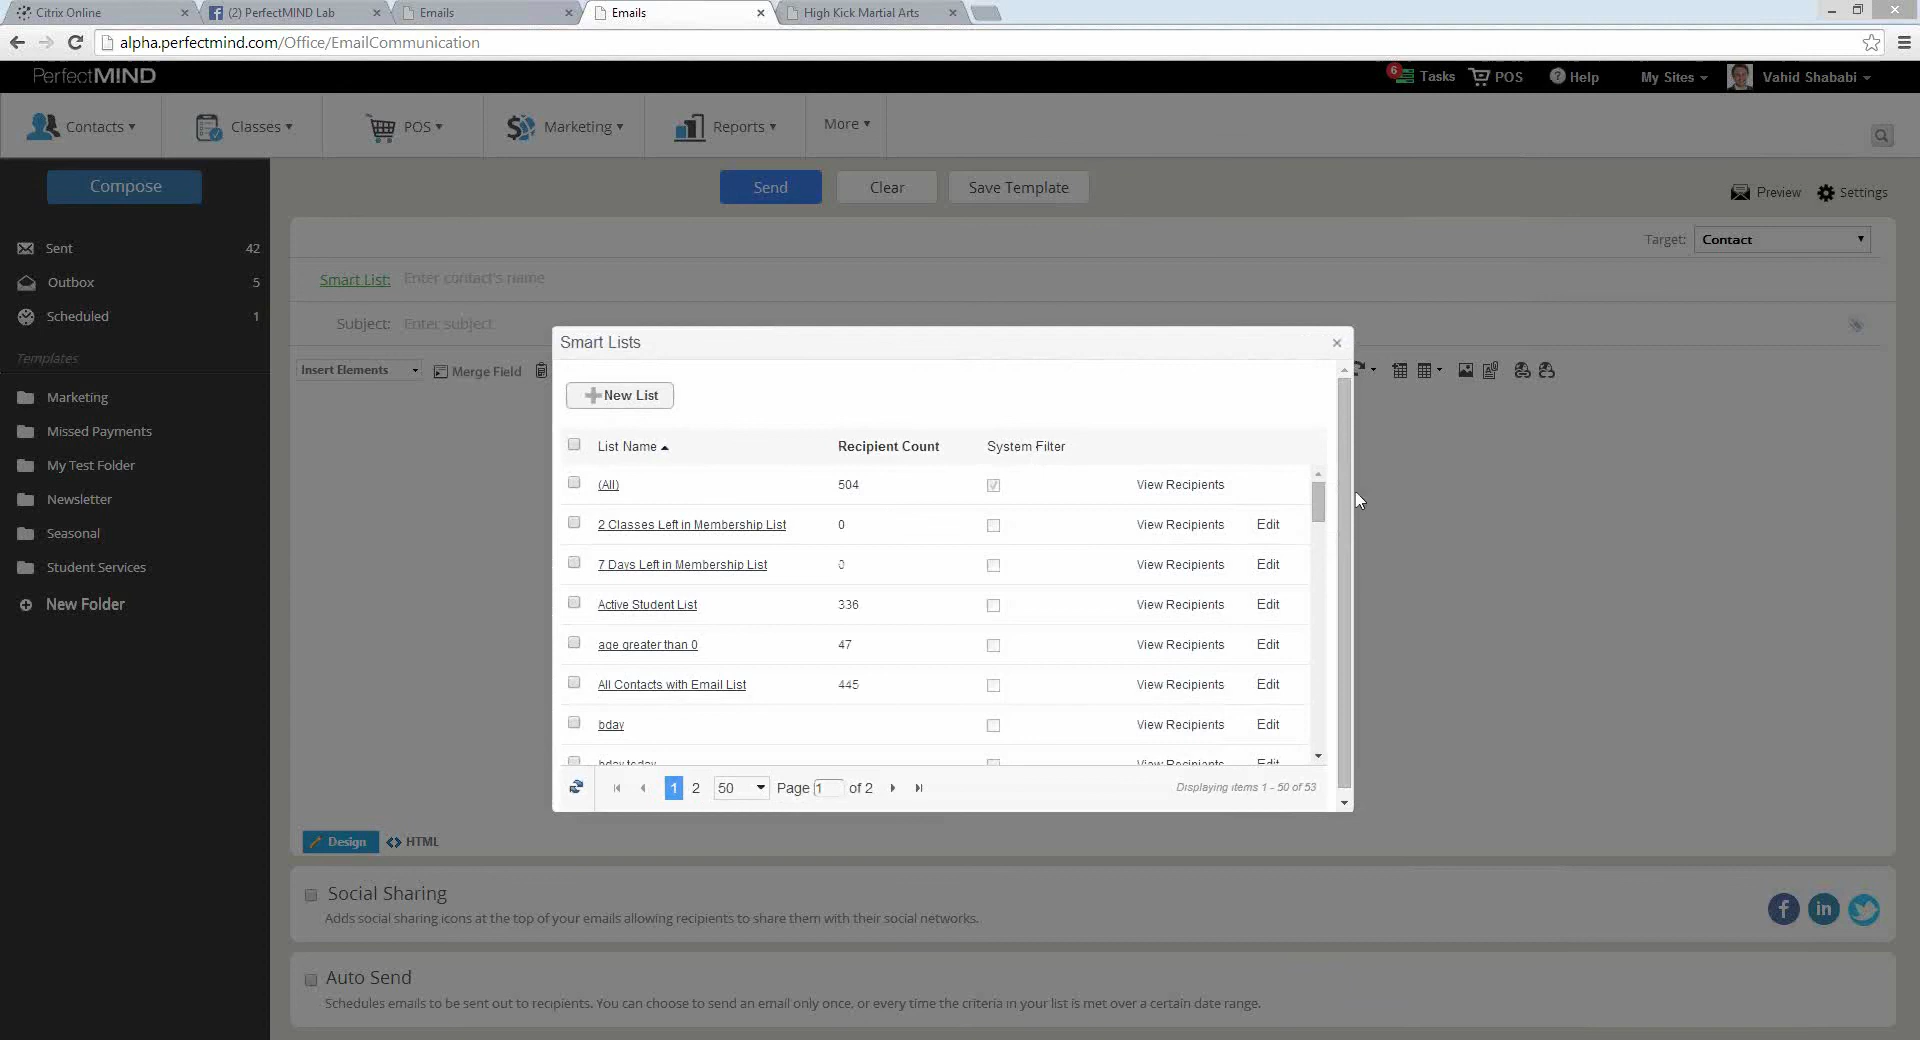 Citrix Online
(2) PerfectMIND Lab
Emails
Emails
High Kick Martial Arts
alpha.perfectmind.com/Office/EmailCommunication
PerfectMIND
6
Tasks
POS
Help
My Sites
Vahid Shababi
Contacts
Classes
POS
Marketing
Reports
More
Compose
Send
Clear
Save Template
Preview
Settings
Sent 42
Outbox 5
Scheduled 1
Templates
Marketing
Missed Payments
My Test Folder
Newsletter
Seasonal
Student Services
New Folder
Target: Contact
Smart List: Enter contact's name
Subject: Enter subject
Insert Elements
Merge Field
Smart Lists
New List
List Name Recipient Count System Filter
(All) 504 View Recipients
2 Classes Left in Membership List 0 View Recipients Edit
7 Days Left in Membership List 0 View Recipients Edit
Active Student List 336 View Recipients Edit
age greater than 0 47 View Recipients Edit
All Contacts with Email List 445 View Recipients Edit
bday View Recipients Edit
bday today View Recipients Edit
1 2 50 Page 1 of 2 Displaying items 1 - 50 of 53
Design
HTML
Social Sharing
Adds social sharing icons at the top of your emails allowing recipients to share them with their social networks.
Auto Send
Schedules emails to be sent out to recipients. You can choose to send an email only once, or every time the criteria in your list is met over a certain date range.